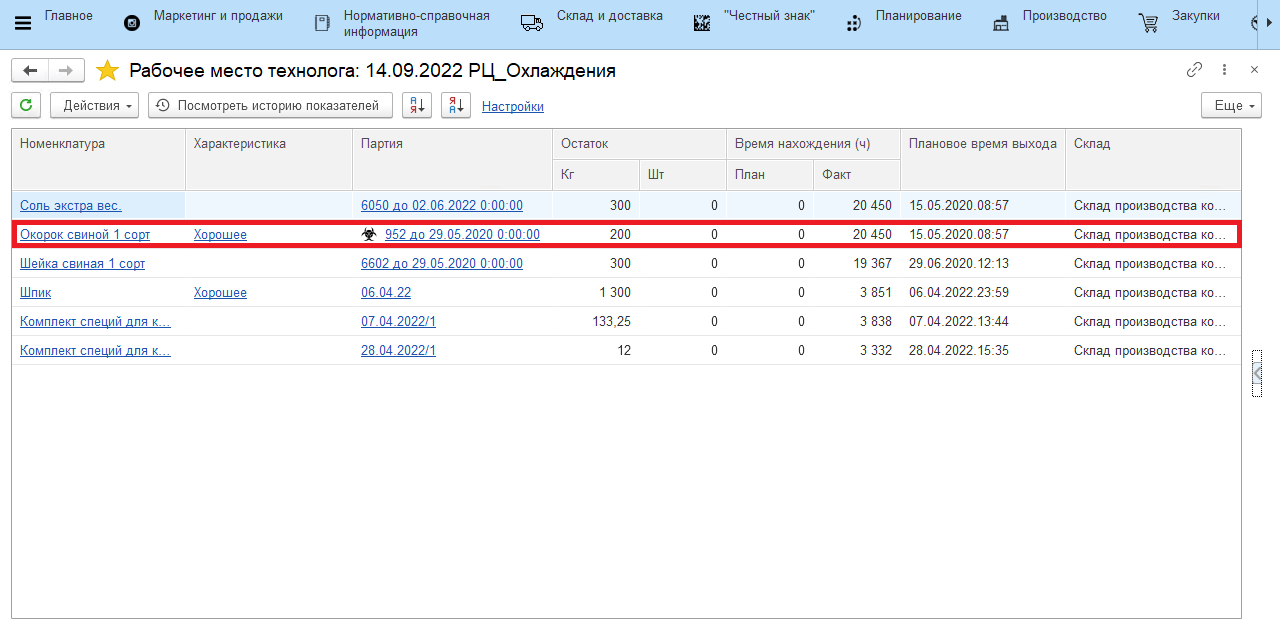 Главное
Маркетинг и продажи
Нормативно-справочная
информация
Склад и доставка
"Честный знак"
Планирование
Производство
Закупки
Рабочее место технолога: 14.09.2022 РЦ_Охлаждения
Действия
Посмотреть историю показателей
Настройки
Еще
Номенклатура Характеристика Партия Остаток Время нахождения (ч) Плановое время выхода Склад
Кг Шт План Факт
Соль экстра вес. 6050 до 02.06.2022 0:00:00 300 0 0 20 450 15.05.2020.08:57 Склад производства ко...
Окорок свиной 1 сорт Хорошее 952 до 29.05.2020 0:00:00 200 0 0 20 450 15.05.2020.08:57 Склад производства ко...
Шейка свиная 1 сорт 6602 до 29.05.2020 0:00:00 300 0 0 19 367 29.06.2020.12:13 Склад производства ко...
Шпик Хорошее 06.04.22 1 300 0 0 3 851 06.04.2022.23:59 Склад производства ко...
Комплект специй для к... 07.04.2022/1 133,25 0 0 3 838 07.04.2022.13:44 Склад производства ко...
Комплект специй для к... 28.04.2022/1 12 0 0 3 332 28.04.2022.15:35 Склад производства ко...